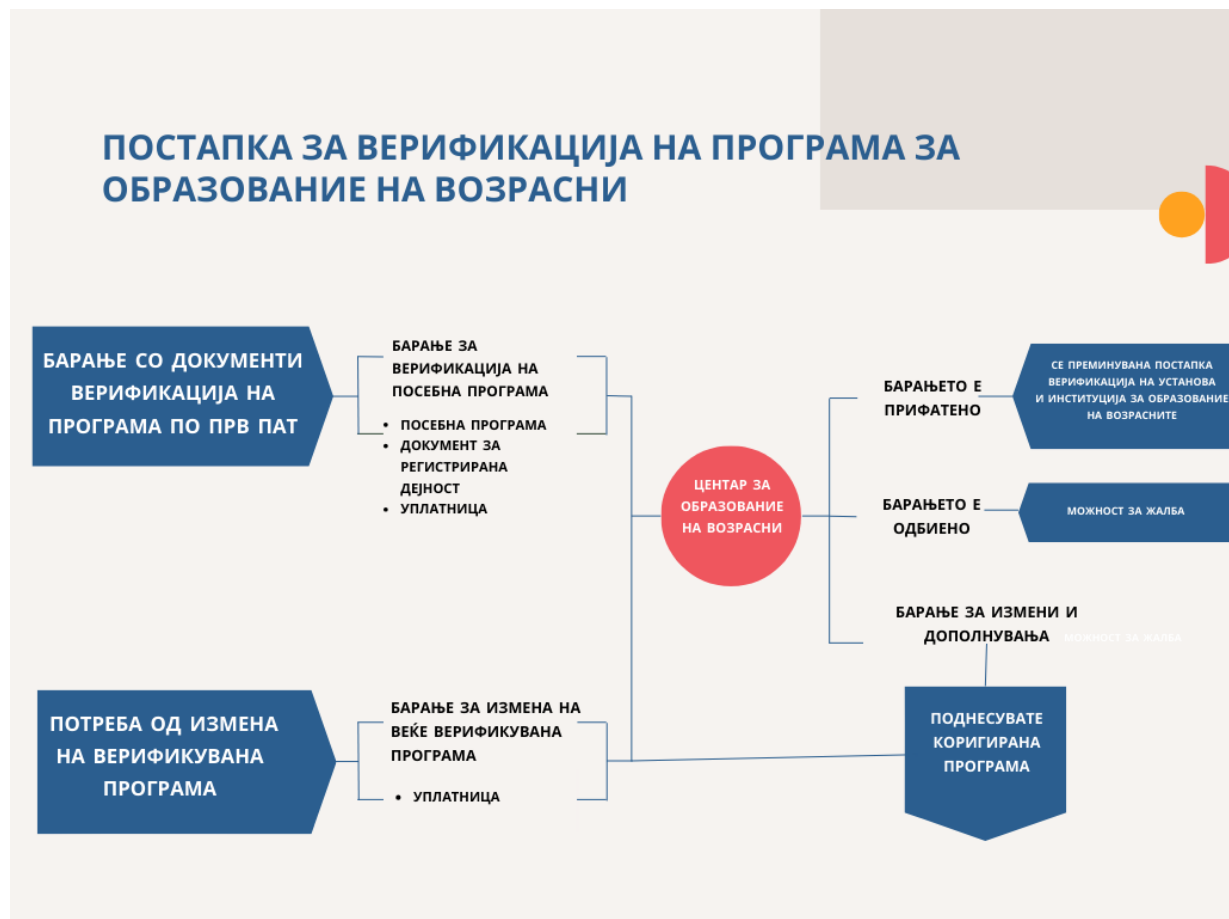 ПОСТАПКА ЗА ВЕРИФИКАЦИЈА НА ПРОГРАМА ЗА
ОБРАЗОВАНИЕ НА ВОЗРАСНИ
БАРАЊЕ СО ДОКУМЕНТИ
ВЕРИФИКАЦИЈА НА
ПРОГРАМА ПО ПРВ ПАТ
БАРАЊЕ ЗА
ВЕРИФИКАЦИЈА НА
ПОСЕБНА ПРОГРАМА
• ПОСЕБНА ПРОГРАМА
• ДОКУМЕНТ ЗА
РЕГИСТРИРАНА
ДЕЈНОСТ
• УПЛАТНИЦА
ЦЕНТАР ЗА
ОБРАЗОВАНИЕ
НА ВОЗРАСНИ
БАРАЊЕТО Е
ПРИФАТЕНО
СЕ ПРЕМИНУВАНА ПОСТАПКА
ВЕРИФИКАЦИЈА НА УСТАНОВА
И ИНСТИТУЦИЈА ЗА ОБРАЗОВАНИЕ
НА ВОЗРАСНИТЕ
БАРАЊЕТО Е
ОДБИЕНО
МОЖНОСТ ЗА ЖАЛБА
БАРАЊЕ ЗА ИЗМЕНИ И
ДОПОЛНУВАЊА
МОЖНОСТ ЗА ЖАЛБА
ПОТРЕБА ОД ИЗМЕНА
НА ВЕРИФИКУВАНА
ПРОГРАМА
БАРАЊЕ ЗА ИЗМЕНА НА
ВЕЌЕ ВЕРИФИКУВАНА
ПРОГРАМА
• УПЛАТНИЦА
ПОДНЕСУВАТЕ
КОРИГИРАНА
ПРОГРАМА